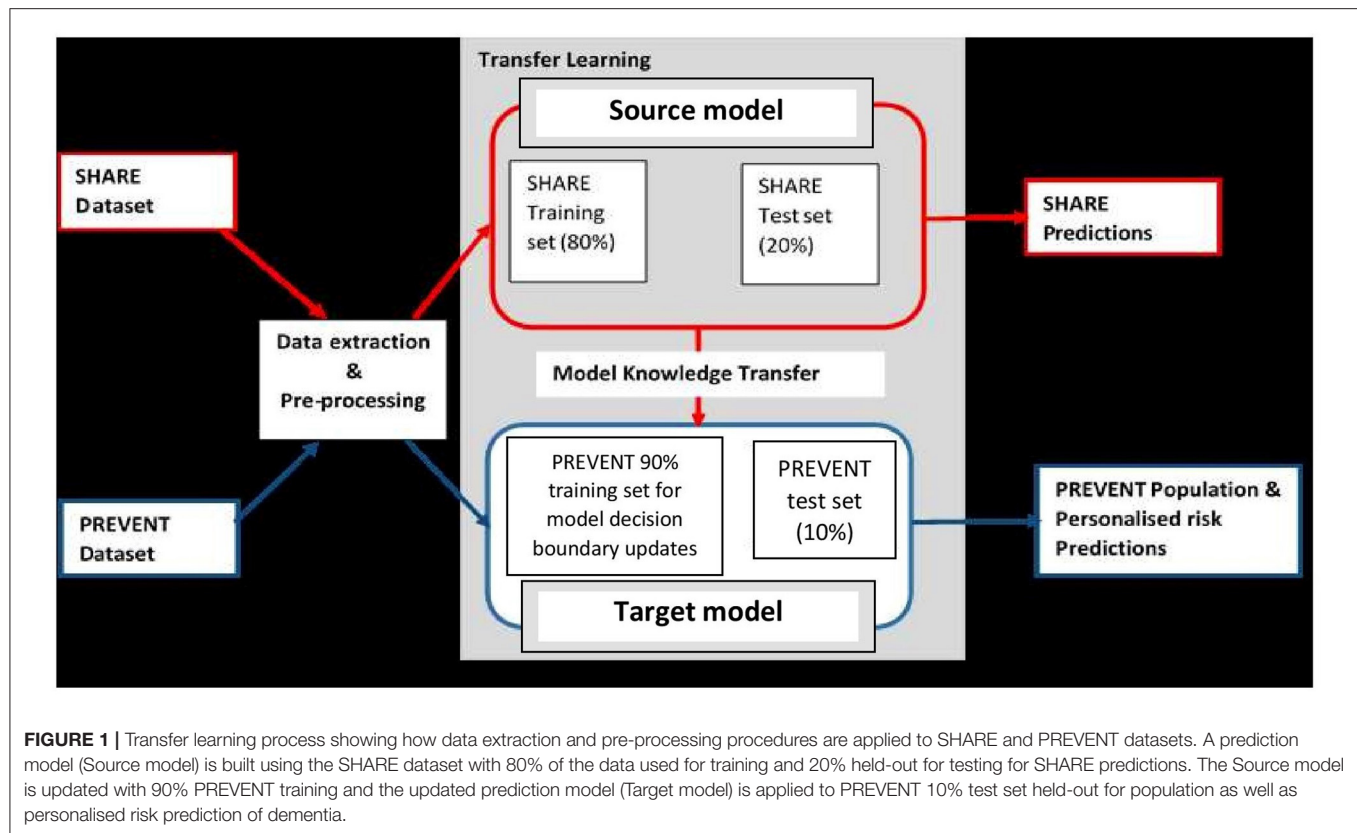 Transfer Learning
Source model
SHARE
Dataset
SHARE
Training
set (80%)
SHARE
Test set
(20%)
SHARE
Predictions
Data extraction
&
Pre-processing
Model Knowledge Transfer
PREVENT
Dataset
PREVENT 90%
training set for
model decision
boundary updates
PREVENT
test set
(10%)
PREVENT Population &
Personalised risk
Predictions
Target model
FIGURE 1 | Transfer learning process showing how data extraction and pre-processing procedures are applied to SHARE and PREVENT datasets. A prediction
model (Source model) is built using the SHARE dataset with 80% of the data used for training and 20% held-out for testing for SHARE predictions. The Source model
is updated with 90% PREVENT training and the updated prediction model (Target model) is applied to PREVENT 10% test set held-out for population as well as
personalised risk prediction of dementia.